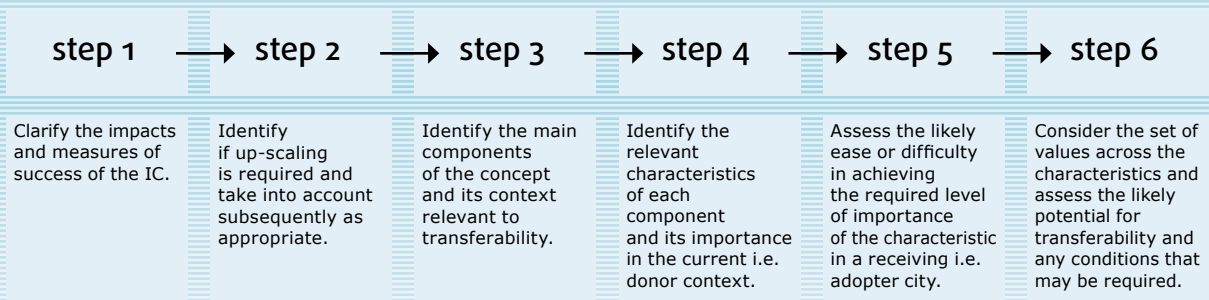 step 1
step 2
step 3
step 4
step 5
step 6
Clarify the impacts
and measures of
success of the IC.
Identify
if up-scaling
is required and
take into account
subsequently as
appropriate.
Identify the main
components
of the concept
and its context
relevant to
transferability.
Identify the
relevant
characteristics
of each
component
and its importance
in the current i.e.
donor context.
Assess the likely
ease or difficulty
in achieving
the required level
of importance
of the characteristic
in a receiving i.e.
adopter city.
Consider the set of
values across the
characteristics and
assess the likely
potential for
transferability and
any conditions that
may be required.